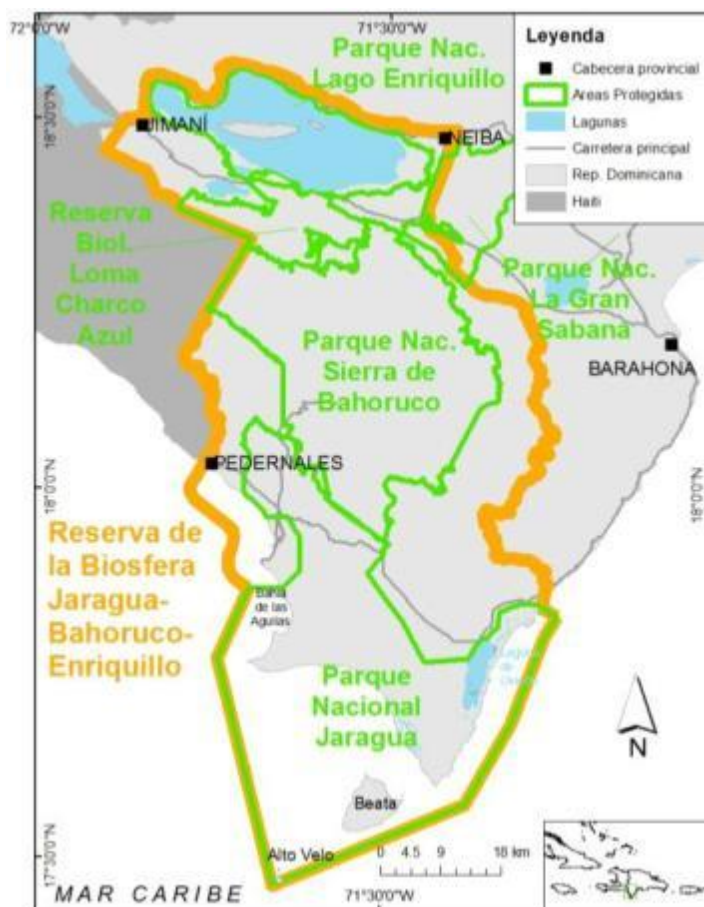 72°0'0"W
71°30'0"W
Parque Nac.
Lago Enriquillo
Leyenda
Cabecera provincial
Areas Protegidas
Lagunas
Carretera principal
Rep. Dominicana
Haiti
18°30'0"N
JIMANÍ
NEIBA
Reserva
Biol.
Loma
Charco
Azul
Parque Nac.
La Gran
Sabana
Parque Nac.
Sierra de
Bahoruco
BARAHONA
PEDERNALES
18°0'0"N
18°0'0"N
Reserva de
la Biosfera
Jaragua-
Bahoruco-
Enriquillo
Bahía
de las
Aguilas
Laguna
de
Parque
Nacional
Jaragua
N
Beata
Alto Velo
0 4.5 9 18 km
17°30'0"N
MAR CARIBE
71°30'0"W